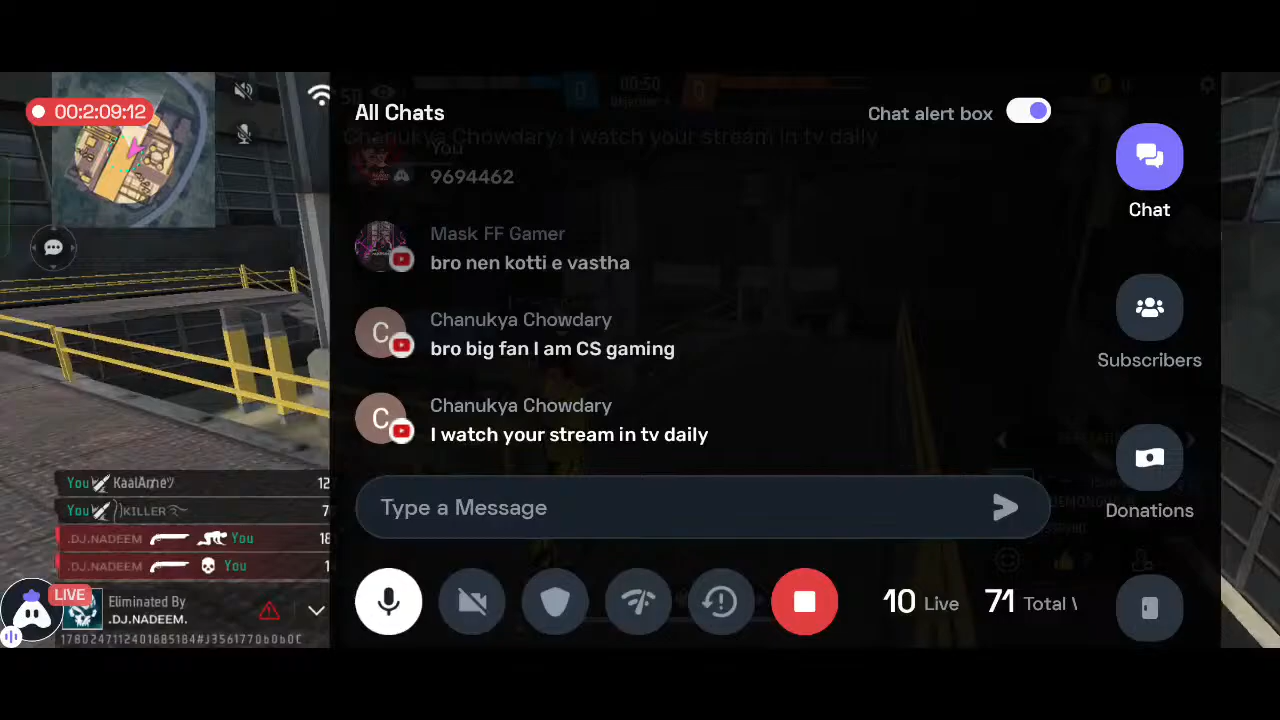 00:2:09:12
All Chats
Chat alert box
Chanukya Chowdary: I watch your stream in tv daily
You
9694462
Chat
Mask FF Gamer
bro nen kotti e vastha
Chanukya Chowdary
bro big fan I am CS gaming
Subscribers
Chanukya Chowdary
I watch your stream in tv daily
Type a Message
Donations
You
You KILLER 7
.DJ.NADEEM You 18
.DJ.NADEEM You 1
LIVE
Eliminated By
.DJ.NADEEM.
10 Live
71 Total
00:50